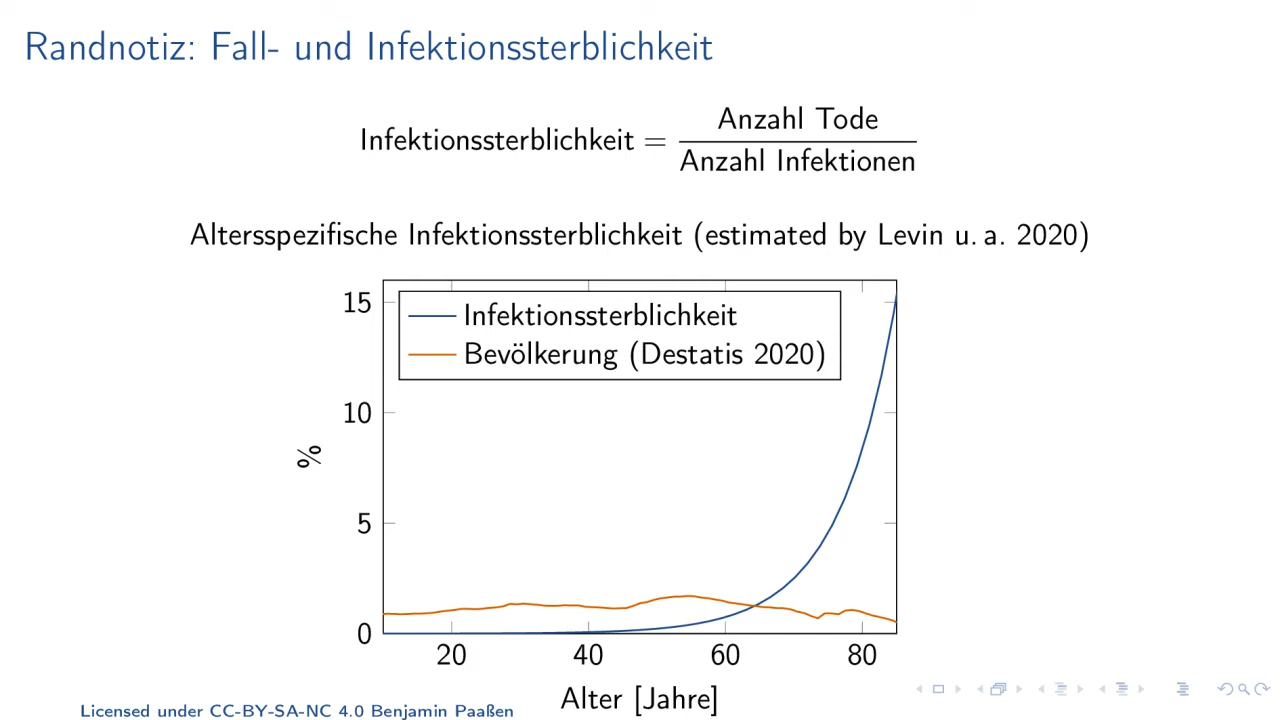 Randnotiz: Fall- und Infektionssterblichkeit
Infektionssterblichkeit = Anzahl Tode
Anzahl Infektionen
Altersspezifische Infektionssterblichkeit (estimated by Levin u. a. 2020)
Infektionssterblichkeit
Bevölkerung (Destatis 2020)
15
10
5
0
%
20 40 60 80
Alter [Jahre]
Licensed under CC-BY-SA-NC 4.0 Benjamin Paaßen